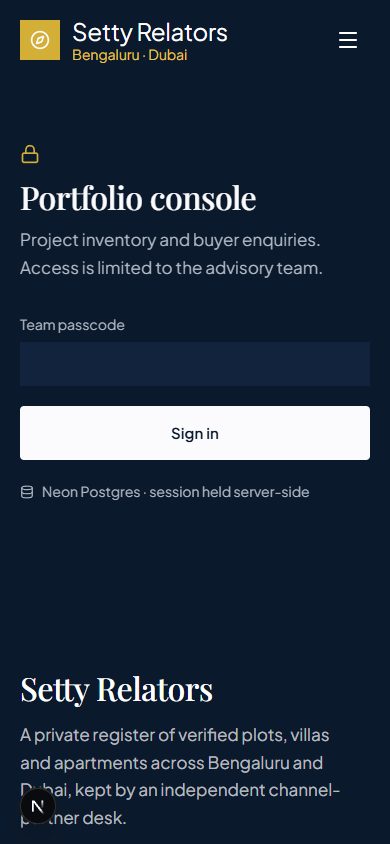 Setty Relators
Bengaluru · Dubai
Portfolio console
Project inventory and buyer enquiries.
Access is limited to the advisory team.
Team passcode
Sign in
Neon Postgres · session held server-side
Setty Relators
A private register of verified plots, villas
and apartments across Bengaluru and
Dubai, kept by an independent channel-
partner desk.
N